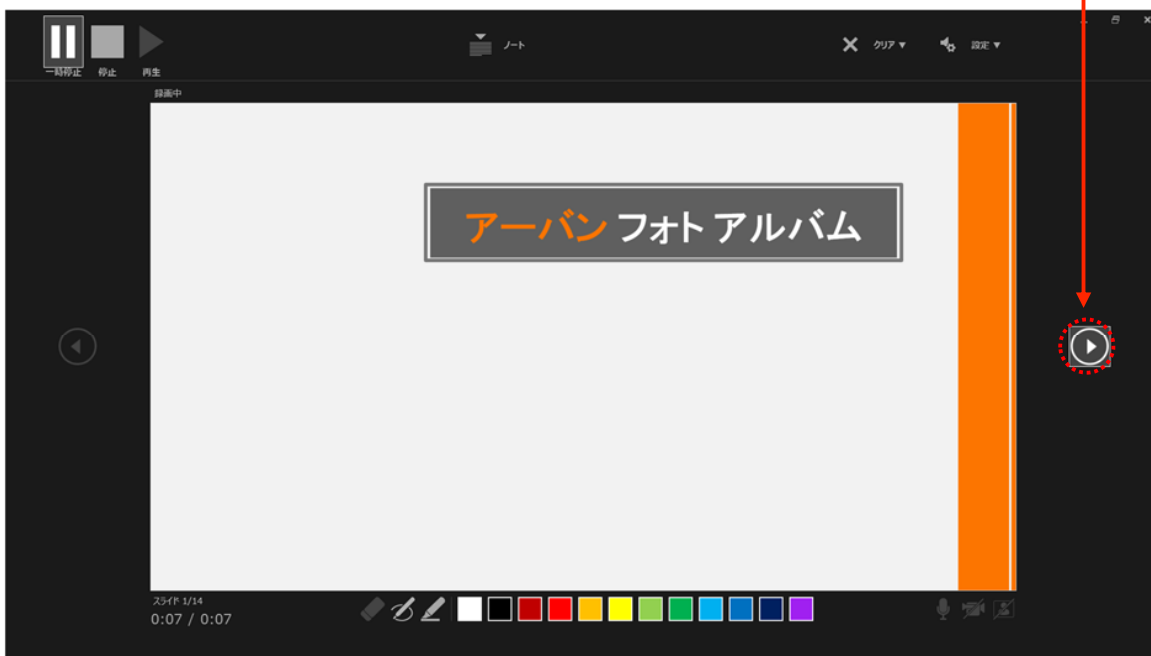 一時停止 停止 再生
ノート
クリア ▼ 設定 ▼
録画中
アーバン フォト アルバム
スライド 1/14
0:07 / 0:07